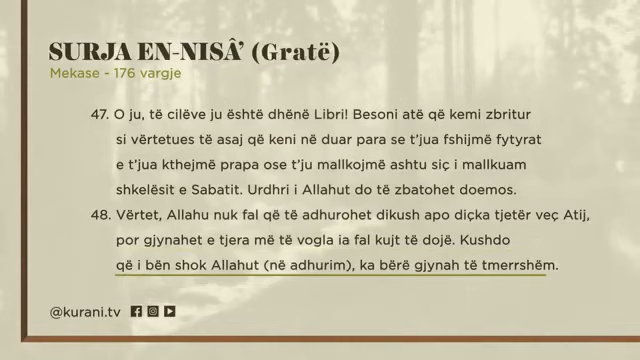 SURJA EN-NISÂ’ (Gratë)
Mekase - 176 vargje
47. O ju, të cilëve ju është dhënë Libri! Besoni atë që kemi zbritur
si vërtetues të asaj që keni në duar para se t’jua fshijmë fytyrat
e t’jua kthejmë prapa ose t’ju mallkojmë ashtu siç i mallkuam
shkelësit e Sabatit. Urdhri i Allahut do të zbatohet doemos.
48. Vërtet, Allahu nuk fal që të adhurohet dikush apo diçka tjetër veç Atij,
por gjynahet e tjera më të vogla ia fal kujt të dojë. Kushdo
që i bën shok Allahut (në adhurim), ka bërë gjynah të tmerrshëm.
@kurani.tv